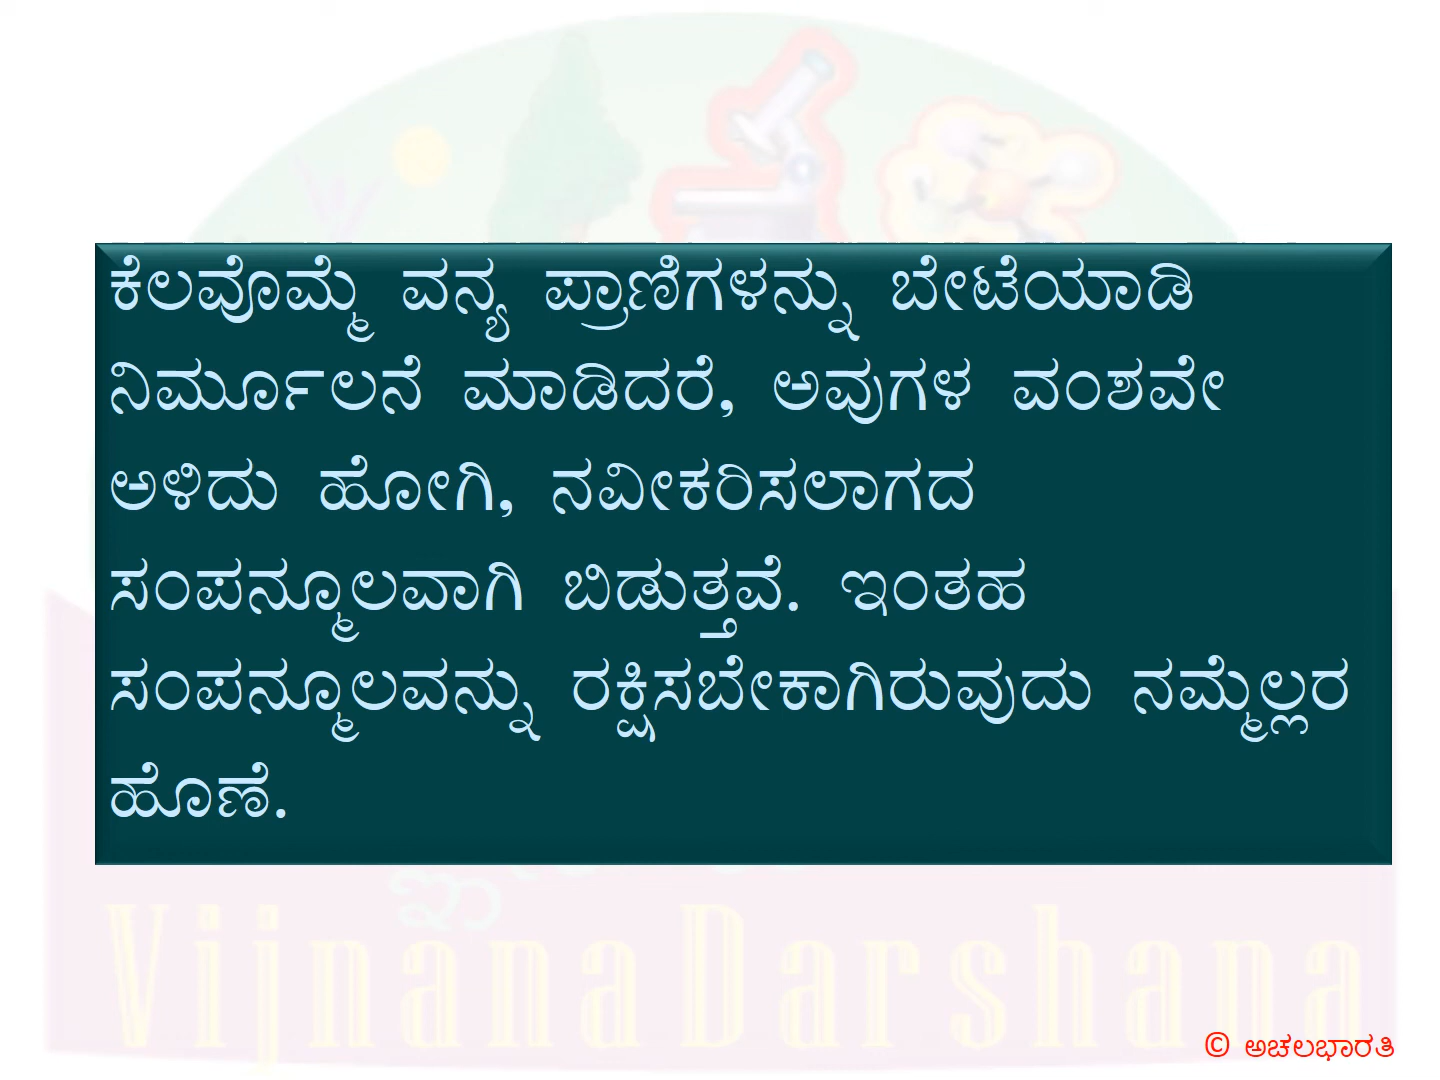 ಕೆಲವೊಮ್ಮೆ ವನ್ಯ ಪ್ರಾಣಿಗಳನ್ನು ಬೇಟೆಯಾಡಿ
ನಿರ್ಮೂಲನೆ ಮಾಡಿದರೆ, ಅವುಗಳ ವಂಶವೇ
ಅಳಿದು ಹೋಗಿ, ನವೀಕರಿಸಲಾಗದ
ಸಂಪನ್ಮೂಲವಾಗಿ ಬಿಡುತ್ತವೆ. ಇಂತಹ
ಸಂಪನ್ಮೂಲವನ್ನು ರಕ್ಷಿಸಬೇಕಾಗಿರುವುದು ನಮ್ಮೆಲ್ಲರ
ಹೊಣೆ.
Vijnana Darshana
© ಅಚಲಭಾರತಿ